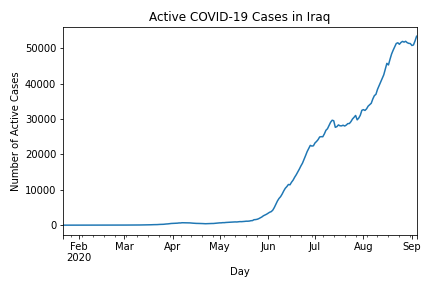 Active COVID-19 Cases in Iraq
Number of Active Cases
50000
40000
30000
20000
10000
0
Feb Mar Apr May Jun Jul Aug Sep
2020
Day